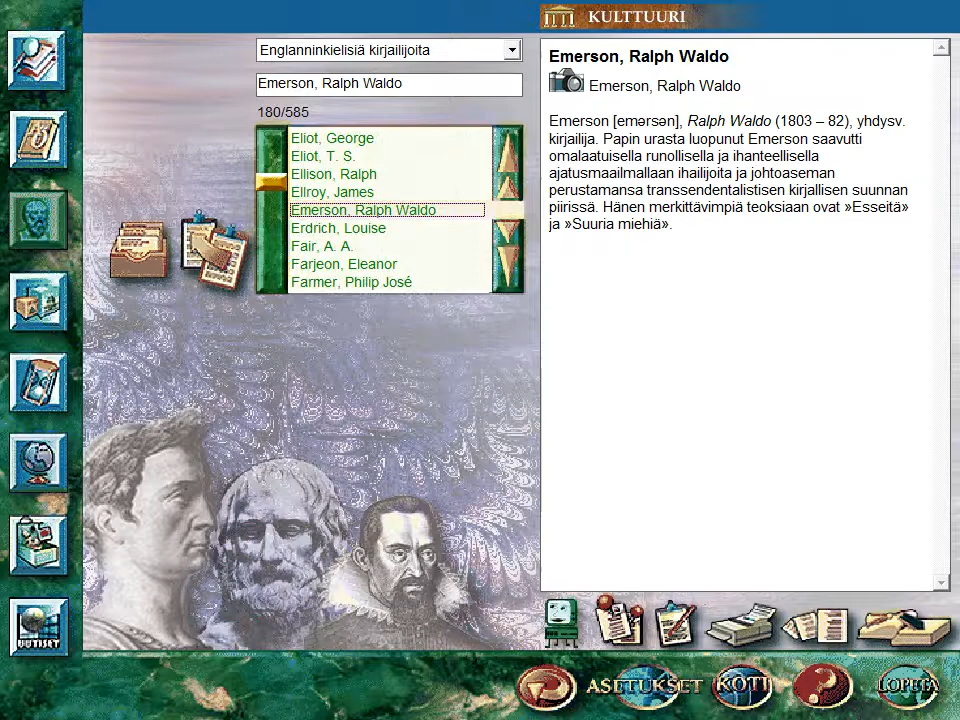 KULTTUURI
Englanninkielisiä kirjailijoita
Emerson, Ralph Waldo
180/585
Eliot, George
Eliot, T. S.
Ellison, Ralph
Ellroy, James
Emerson, Ralph Waldo
Erdrich, Louise
Fair, A. A.
Farjeon, Eleanor
Farmer, Philip José
Emerson, Ralph Waldo
Emerson, Ralph Waldo
Emerson [emərsən], Ralph Waldo (1803 – 82), yhdysv.
kirjailija. Papin urasta luopunut Emerson saavutti
omalaatuisella runollisella ja ihanteellisella
ajatusmaailmallaan ihailijoita ja johtoaseman
perustamansa transsendentalistisen kirjallisen suunnan
piirissä. Hänen merkittävimpiä teoksiaan ovat »Esseitä»
ja »Suuria miehiä».
UUTISET
ASETUKSET
KOTI
?
LOPETA